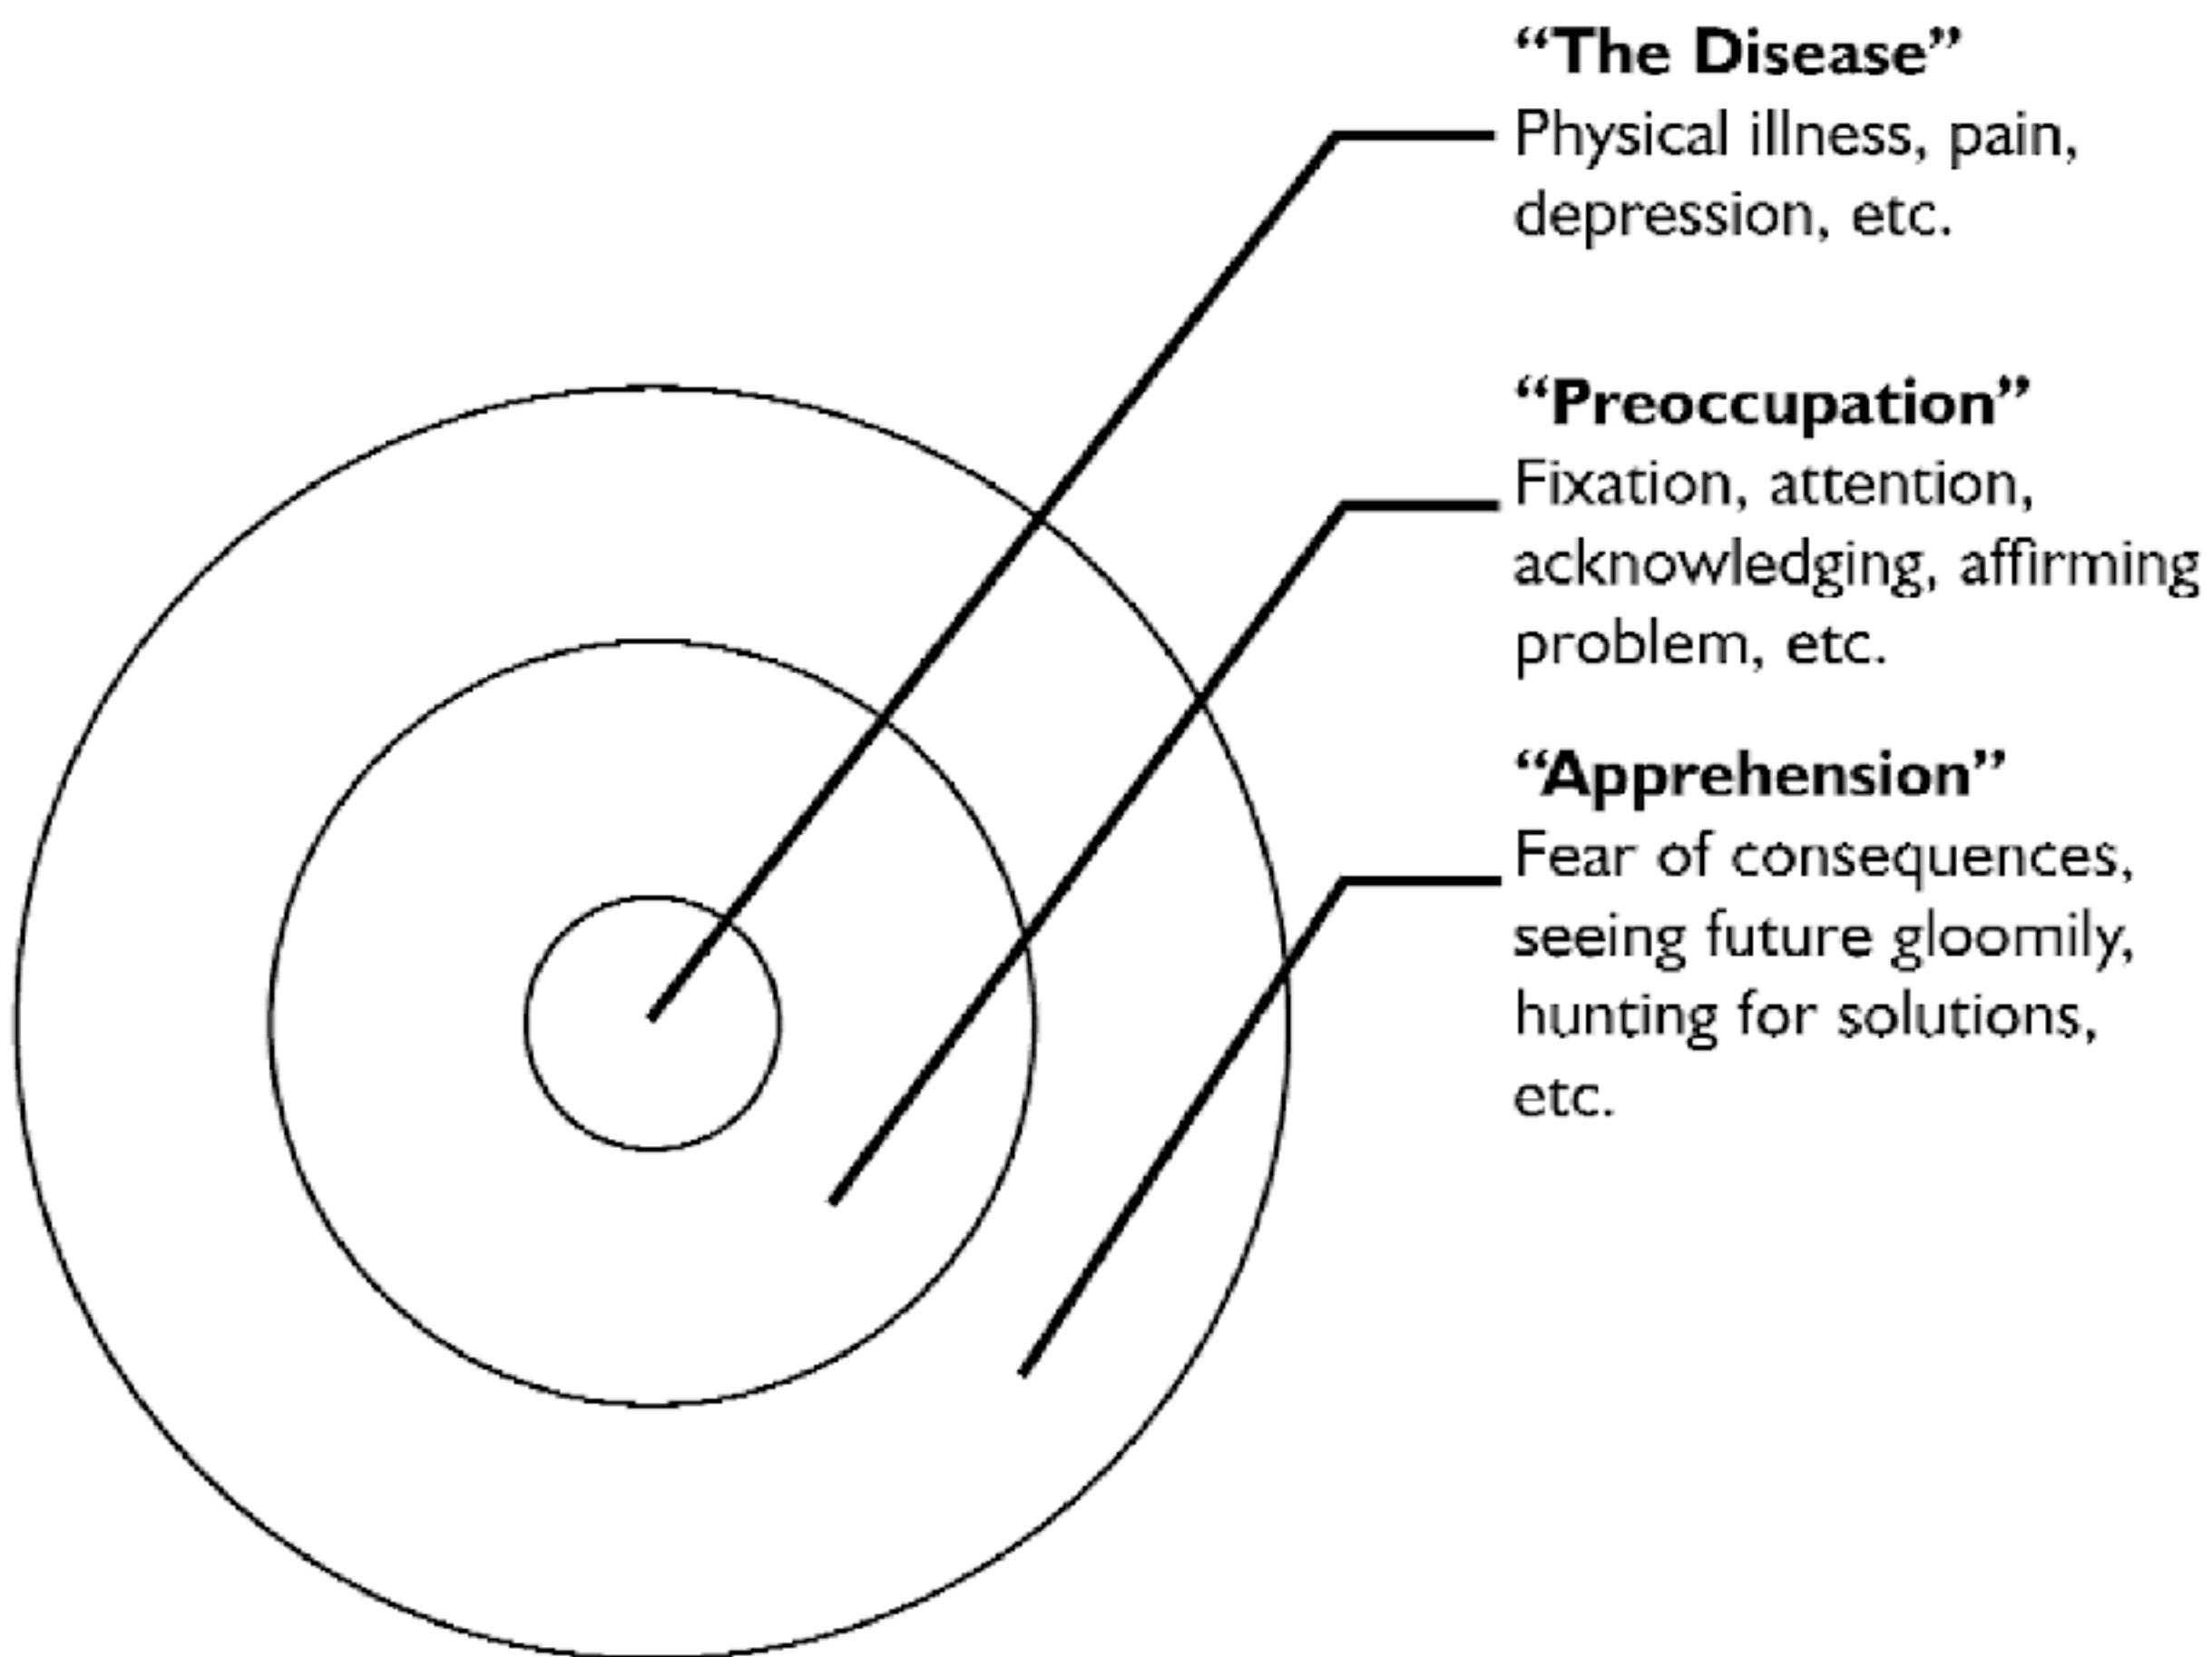 “The Disease”
Physical illness, pain,
depression, etc.
“Preoccupation”
Fixation, attention,
acknowledging, affirming
problem, etc.
“Apprehension”
Fear of consequences,
seeing future gloomily,
hunting for solutions,
etc.